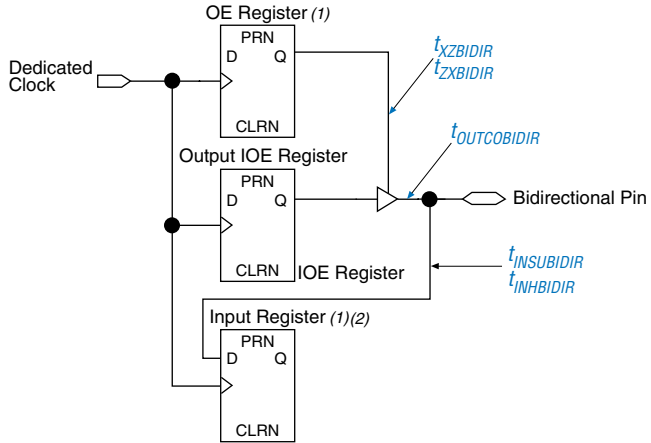 OE Register (1)
PRN
D Q
CLRN
Dedicated
Clock
tXZBIDIR
tZXBIDIR
tOUTCOBIDIR
Output IOE Register
PRN
D Q
CLRN
IOE Register
Bidirectional Pin
tINSUBIDIR
tINHBIDIR
Input Register (1)(2)
PRN
D Q
CLRN